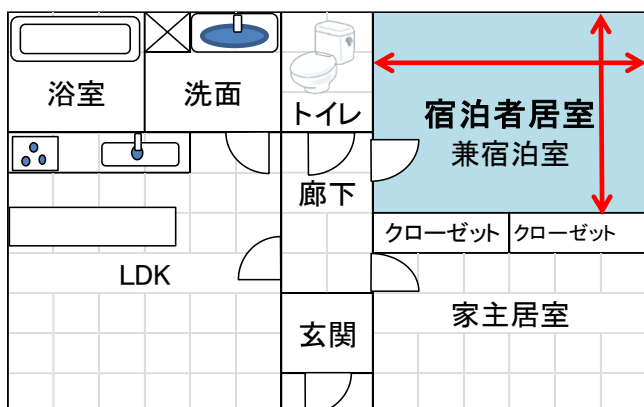 浴室
洗面
トイレ
宿泊者居室
兼宿泊室
廊下
クローゼット
クローゼット
LDK
玄関
家主居室